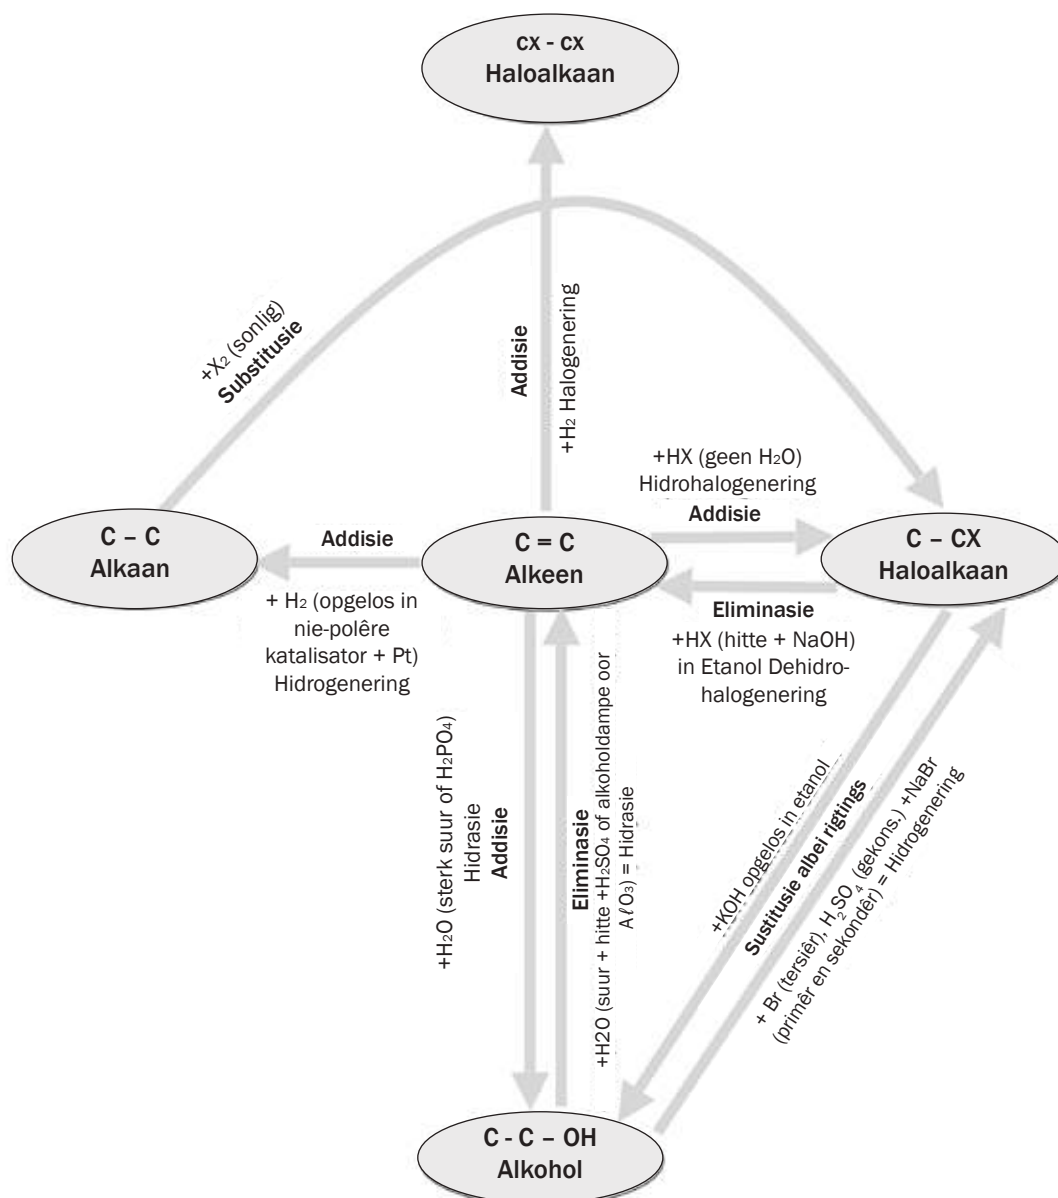 cx - cx
Haloalkaan
+X₂ (sonlig)
Substitusie
Addisie
+H₂ Halogenering
+HX (geen H₂O)
Hidrohalogenering
Addisie
C – C
Alkaan
Addisie
C = C
Alkeen
C – CX
Haloalkaan
+ H₂ (opgelos in
nie-polêre
katalisator + Pt)
Hidrogenering
Eliminasie
+HX (hitte + NaOH)
in Etanol Dehidro-
halogenering
+H₂O (sterk suur of H₂PO₄)
Hidrasie
Addisie
Eliminasie
+H2O (suur + hitte +H₂SO₄ of alkoholdampe oor
AℓO₃) = Hidrasie
+KOH opgelos in etanol
Sustitusie albei rigtings
+ Br (tersiêr), H₂SO₄ (gekons.) +NaBr
(primêr en sekondêr) = Hidrogenering
C - C – OH
Alkohol